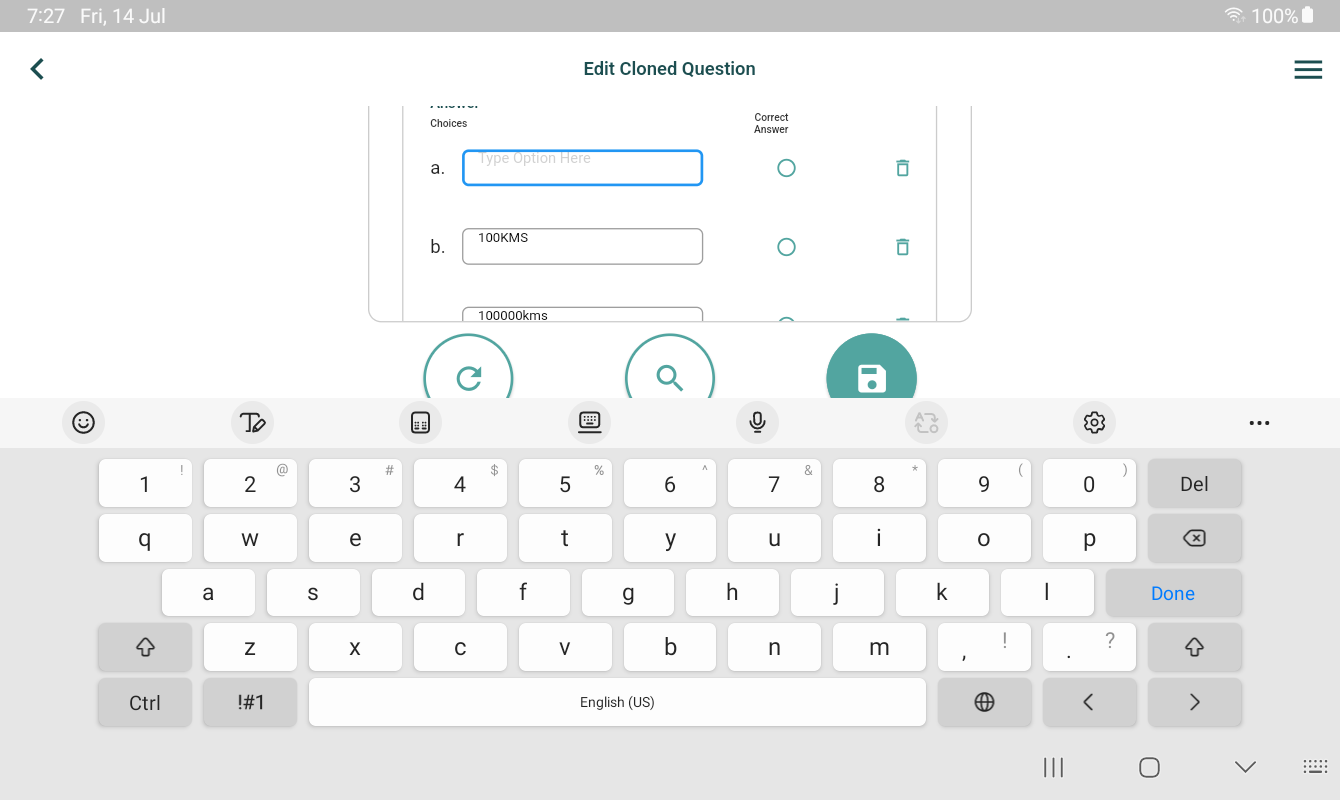 7:27 Fri, 14 Jul 100%
Edit Cloned Question
Answer
Choices
Correct
Answer
a. Type Option Here
b. 100KMS
100000kms
1 ! 2 @ 3 # 4 $ 5 % 6 ^ 7 & 8 * 9 ( 0 ) Del
q w e r t y u i o p
a s d f g h j k l Done
z x c v b n m , ! . ?
Ctrl !#1 English (US)